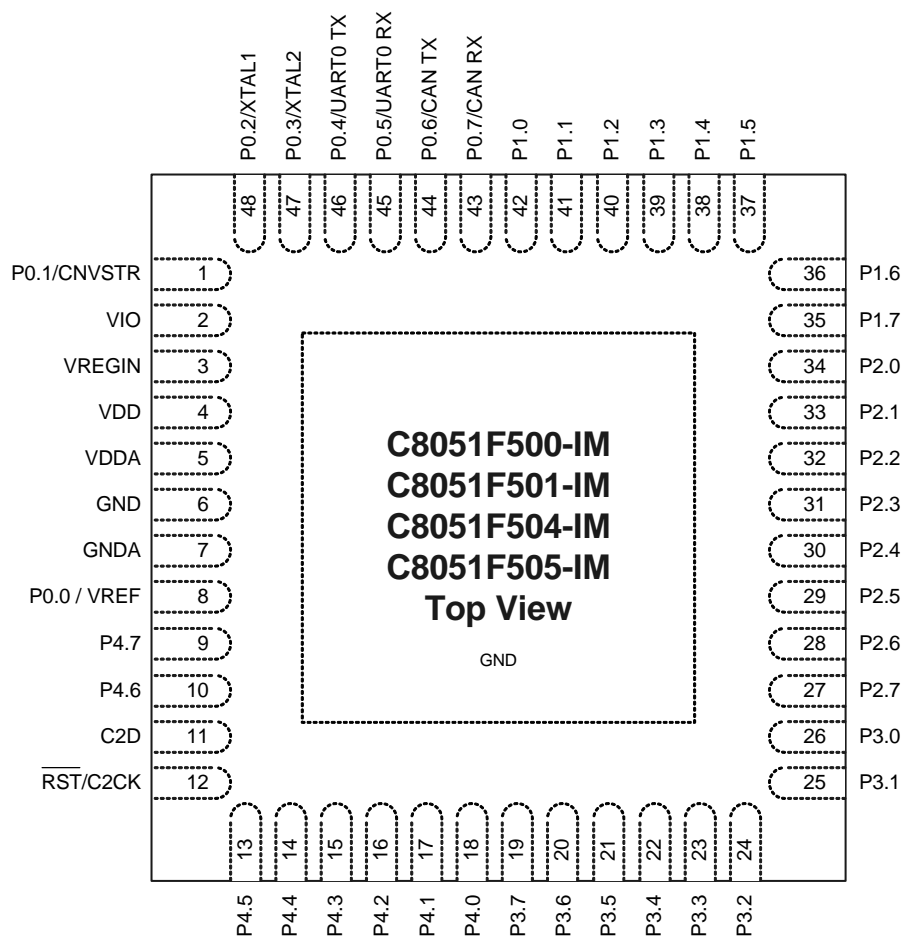 P0.2/XTAL1
P0.3/XTAL2
P0.4/UART0 TX
P0.5/UART0 RX
P0.6/CAN TX
P0.7/CAN RX
P1.0
P1.1
P1.2
P1.3
P1.4
P1.5
48
47
46
45
44
43
42
41
40
39
38
37
P0.1/CNVSTR 1
VIO 2
VREGIN 3
VDD 4
VDDA 5
GND 6
GNDA 7
P0.0 / VREF 8
P4.7 9
P4.6 10
C2D 11
RST/C2CK 12
C8051F500-IM
C8051F501-IM
C8051F504-IM
C8051F505-IM
Top View
GND
36 P1.6
35 P1.7
34 P2.0
33 P2.1
32 P2.2
31 P2.3
30 P2.4
29 P2.5
28 P2.6
27 P2.7
26 P3.0
25 P3.1
13
14
15
16
17
18
19
20
21
22
23
24
P4.5
P4.4
P4.3
P4.2
P4.1
P4.0
P3.7
P3.6
P3.5
P3.4
P3.3
P3.2